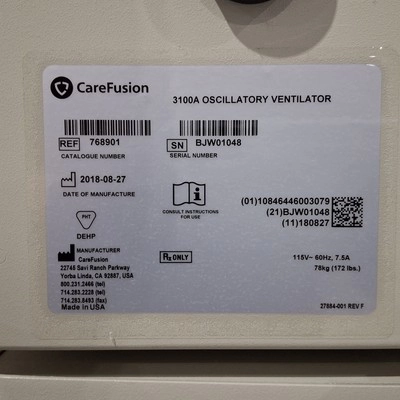 CareFusion
3100A OSCILLATORY VENTILATOR
REF 768901
CATALOGUE NUMBER
SN BJW01048
SERIAL NUMBER
2018-08-27
DATE OF MANUFACTURE
CONSULT INSTRUCTIONS
FOR USE
(01)10846446003079
(21)BJW01048
(11)180827
PHT
DEHP
MANUFACTURER
CareFusion
22745 Savi Ranch Parkway
Yorba Linda, CA 92887, USA
800.231.2466 (tel)
714.283.2228 (tel)
714.283.8493 (fax)
Made in USA
Rx ONLY
115V~ 60Hz, 7.5A
78kg (172 lbs.)
27884-001 REV F